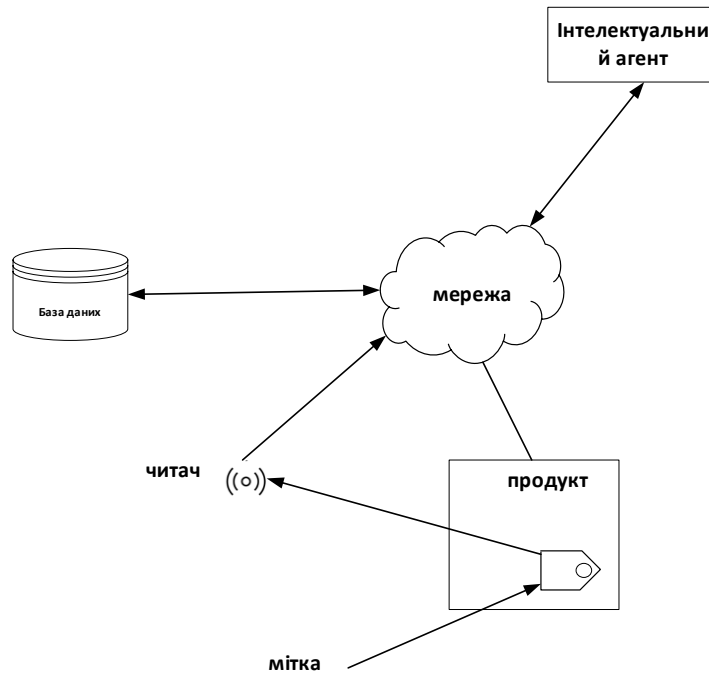 Інтелектуальни
й агент
мережа
База даних
читач
продукт
мітка